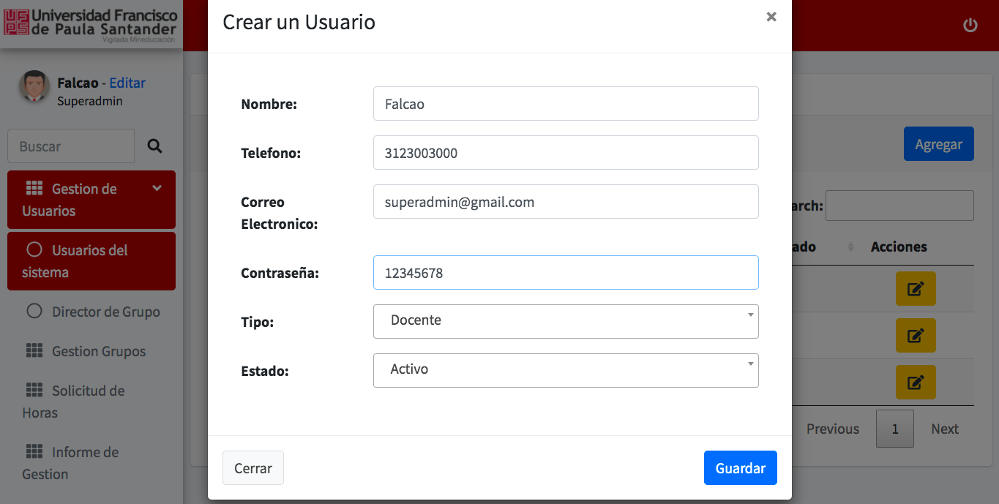 Universidad Francisco
de Paula Santander
Vigilada Mineducación
Falcao - Editar
Superadmin
Buscar
Gestion de
Usuarios
Usuarios del
sistema
Director de Grupo
Gestion Grupos
Solicitud de
Horas
Informe de
Gestion
Crear un Usuario
×
Nombre:
Falcao
Telefono:
3123003000
Correo
Electronico:
superadmin@gmail.com
Contraseña:
12345678
Tipo:
Docente
Estado:
Activo
Cerrar
Guardar
Agregar
arch:
ado
Acciones
Previous
1
Next